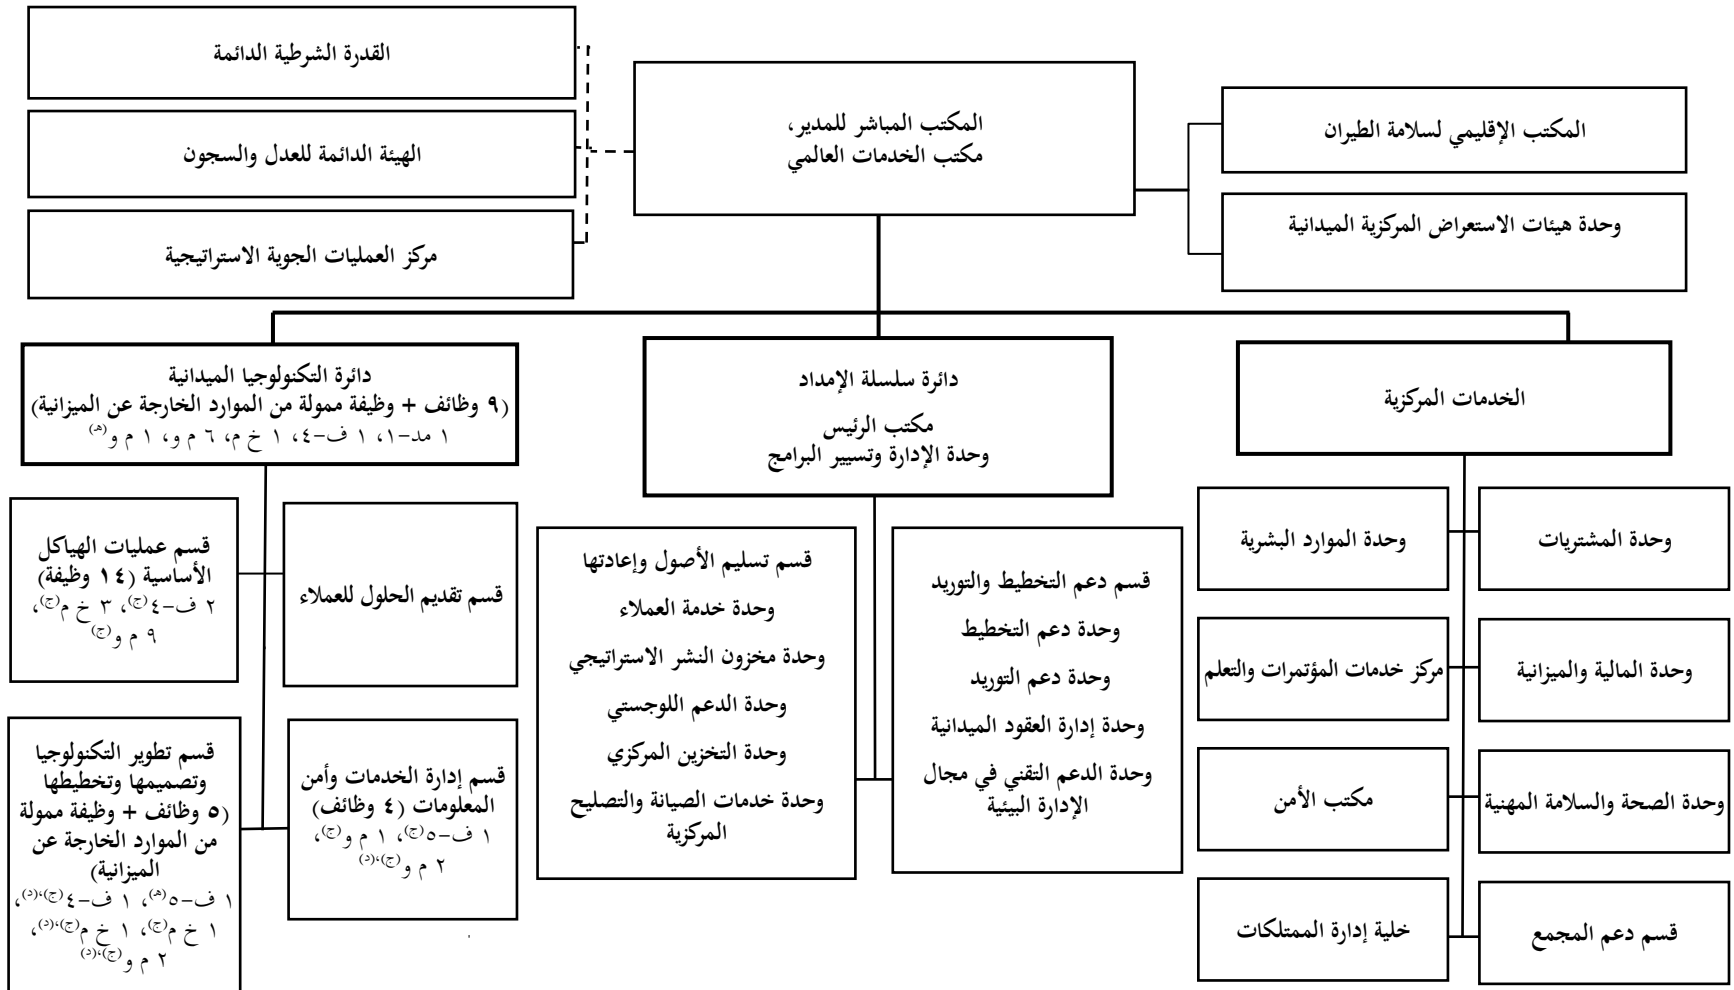 القدرة الشرطية الدائمة
الهيئة الدائمة للعدل والسجون
مركز العمليات الجوية الاستراتيجية
المكتب المباشر للمدير،
مكتب الخدمات العالمي
المكتب الإقليمي لسلامة الطيران
وحدة هيئات الاستعراض المركزية الميدانية
الخدمات المركزية
وحدة المشتريات
وحدة الموارد البشرية
وحدة المالية والميزانية
مركز خدمات المؤتمرات والتعلم
وحدة الصحة والسلامة المهنية
مكتب الأمن
قسم دعم المجمع
خلية إدارة الممتلكات
دائرة سلسلة الإمداد
مكتب الرئيس
وحدة الإدارة وتسيير البرامج
قسم دعم التخطيط والتوريد
وحدة دعم التخطيط
وحدة دعم التوريد
وحدة إدارة العقود الميدانية
وحدة الدعم التقني في مجال
الإدارة البيئية
قسم تسليم الأصول وإعادتها
وحدة خدمة العملاء
وحدة مخزون النشر الاستراتيجي
وحدة الدعم اللوجستي
وحدة التخزين المركزي
وحدة خدمات الصيانة والتصليح
المركزية
دائرة التكنولوجيا الميدانية
(٩ وظائف + وظيفة ممولة من الموارد الخارجة عن الميزانية)
١ مد-١، ١ ف-٤، ١ خ م، ٦ م و، ١ م و(ه)
قسم تقديم الحلول للعملاء
قسم عمليات الهياكل
الأساسية (١٤ وظيفة)
٢ ف-٤(ج)، ٣ خ م(ج)،
٩ م و(ج)
قسم إدارة الخدمات وأمن
المعلومات (٤ وظائف)
١ ف-٥(ج)، ١ م و(ج)،
٢ م و(ج)،(د)
قسم تطوير التكنولوجيا
وتصميمها وتخطيطها
(٥ وظائف + وظيفة ممولة
من الموارد الخارجة عن
الميزانية)
١ ف-٥(ه)، ١ ف-٤(ج)،(د)،
١ خ م(ج)، ١ خ م(ج)،(د)،
٢ م و(ج)،(د)